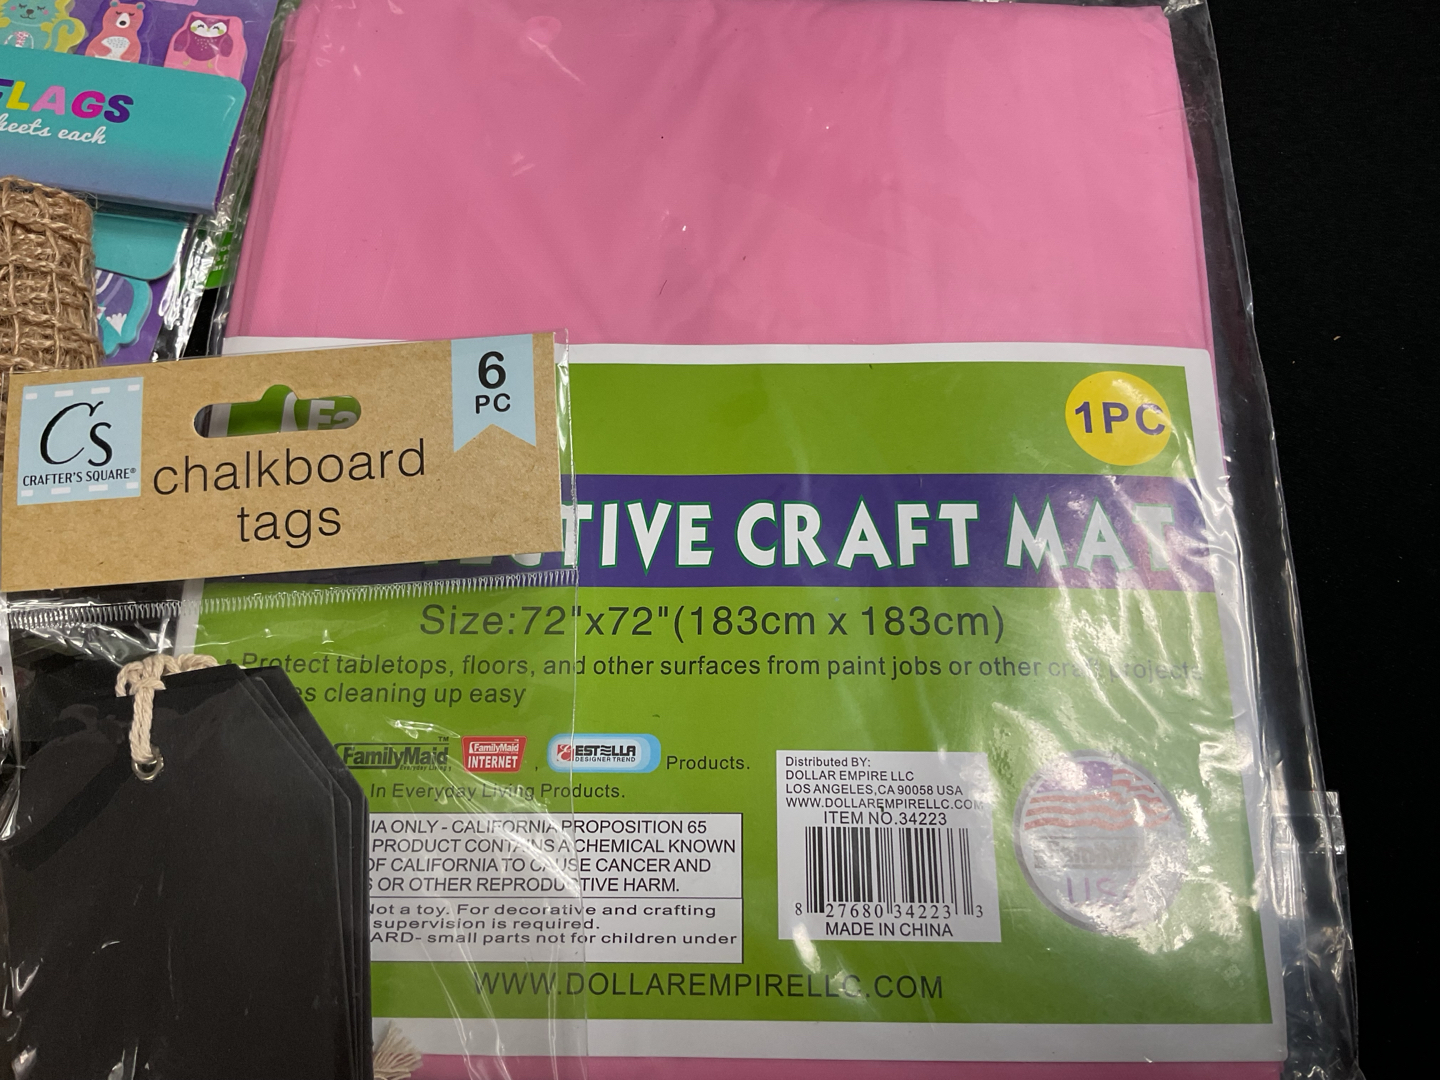 FLAGS
sheets each
Cs
CRAFTER'S SQUARE®
chalkboard
tags
6
PC
1PC
TIVE CRAFT MAT
Size:72"x72"(183cm x 183cm)
• Protect tabletops, floors, and other surfaces from paint jobs or other craft projects
es cleaning up easy
FamilyMaid™
Everyday Living
FamilyMaid
INTERNET
,
ESTELLA
DESIGNER TREND
Products.
In Everyday Living Products.
IA ONLY - CALIFORNIA PROPOSITION 65
PRODUCT CONTAINS A CHEMICAL KNOWN
OF CALIFORNIA TO CAUSE CANCER AND
S OR OTHER REPRODUCTIVE HARM.
Not a toy. For decorative and crafting
supervision is required.
ARD- small parts not for children under
Distributed BY:
DOLLAR EMPIRE LLC
LOS ANGELES,CA 90058 USA
WWW.DOLLAREMPIRELLC.COM
ITEM NO.34223
8 27680 34223 3
MADE IN CHINA
WWW.DOLLAREMPIRELLC.COM